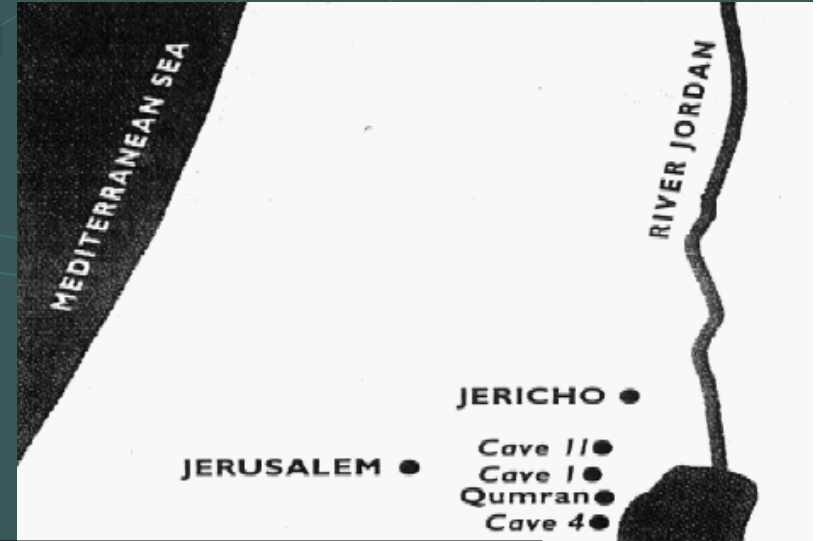 MEDITERRANEAN SEA
RIVER JORDAN
JERICHO
Cave 11
JERUSALEM
Cave 1
Qumran
Cave 4